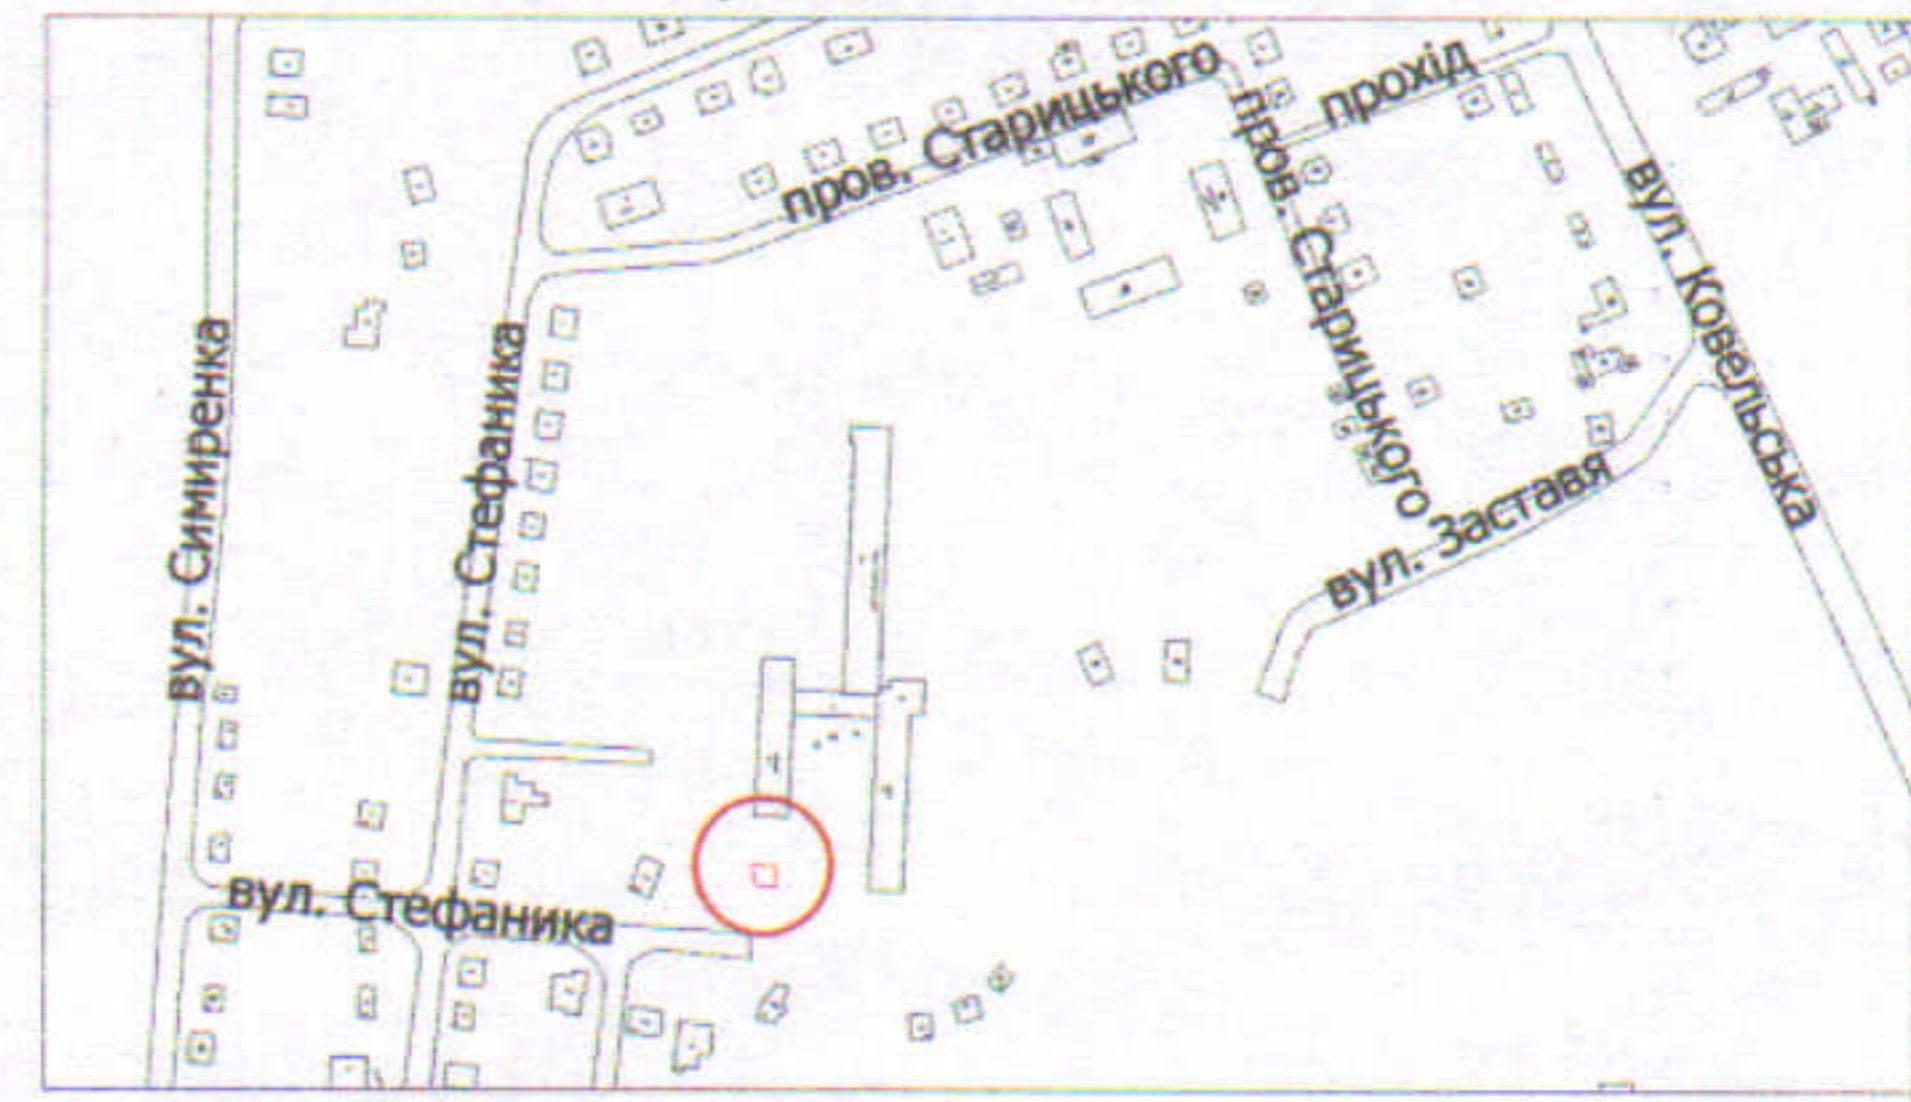 пров. Старицького
прохід
пров. Старицького
вул. Ковельська
вул. Симиренка
вул. Стефаника
вул. Заставя
вул. Стефаника